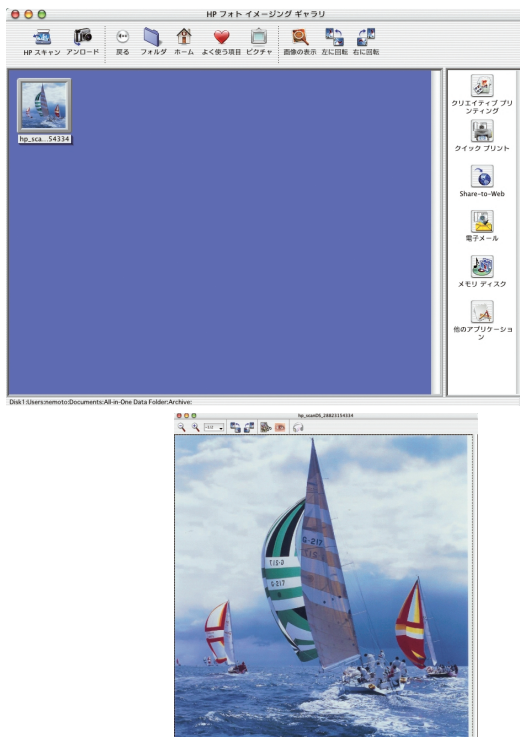 HP フォト イメージング ギャラリ
HP スキャン アンロード 戻る フォルダ ホーム よく使う項目 ピクチャ 画像の表示 左に回転 右に回転
hp_sca...54334
クリエイティブ プリ
ンティング
クイック プリント
Share-to-Web
電子メール
メモリ ディスク
他のアプリケーショ
ン
Disk1:Users:nemoto:Documents:All-in-One Data Folder:Archive:
hp_scanDS_28823154334
G-217
G-217